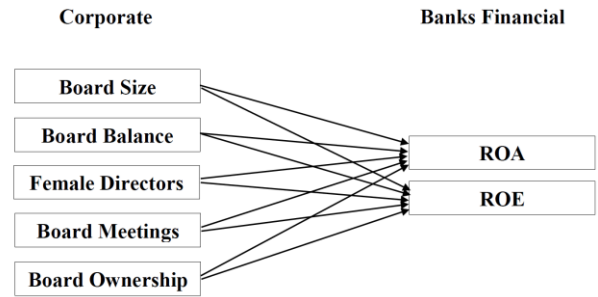 Corporate
Banks Financial
Board Size
Board Balance
Female Directors
Board Meetings
Board Ownership
ROA
ROE